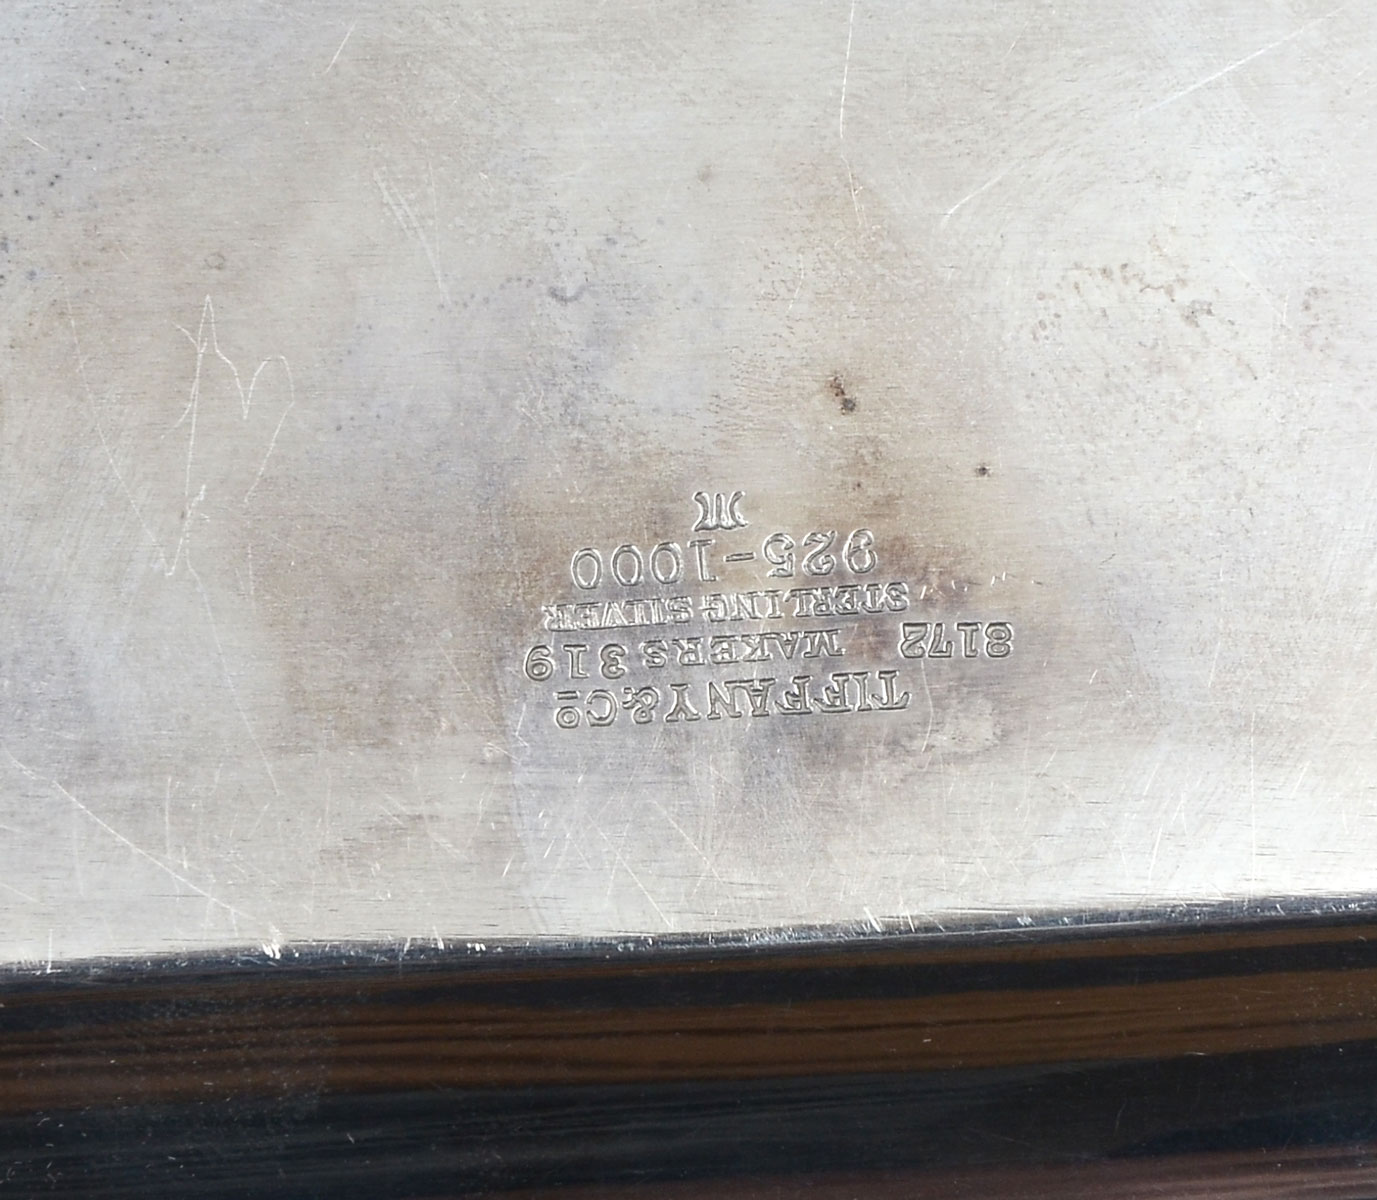 TIFFANY & Cº
8172 MAKERS 319
STERLING SILVER
925-1000
M